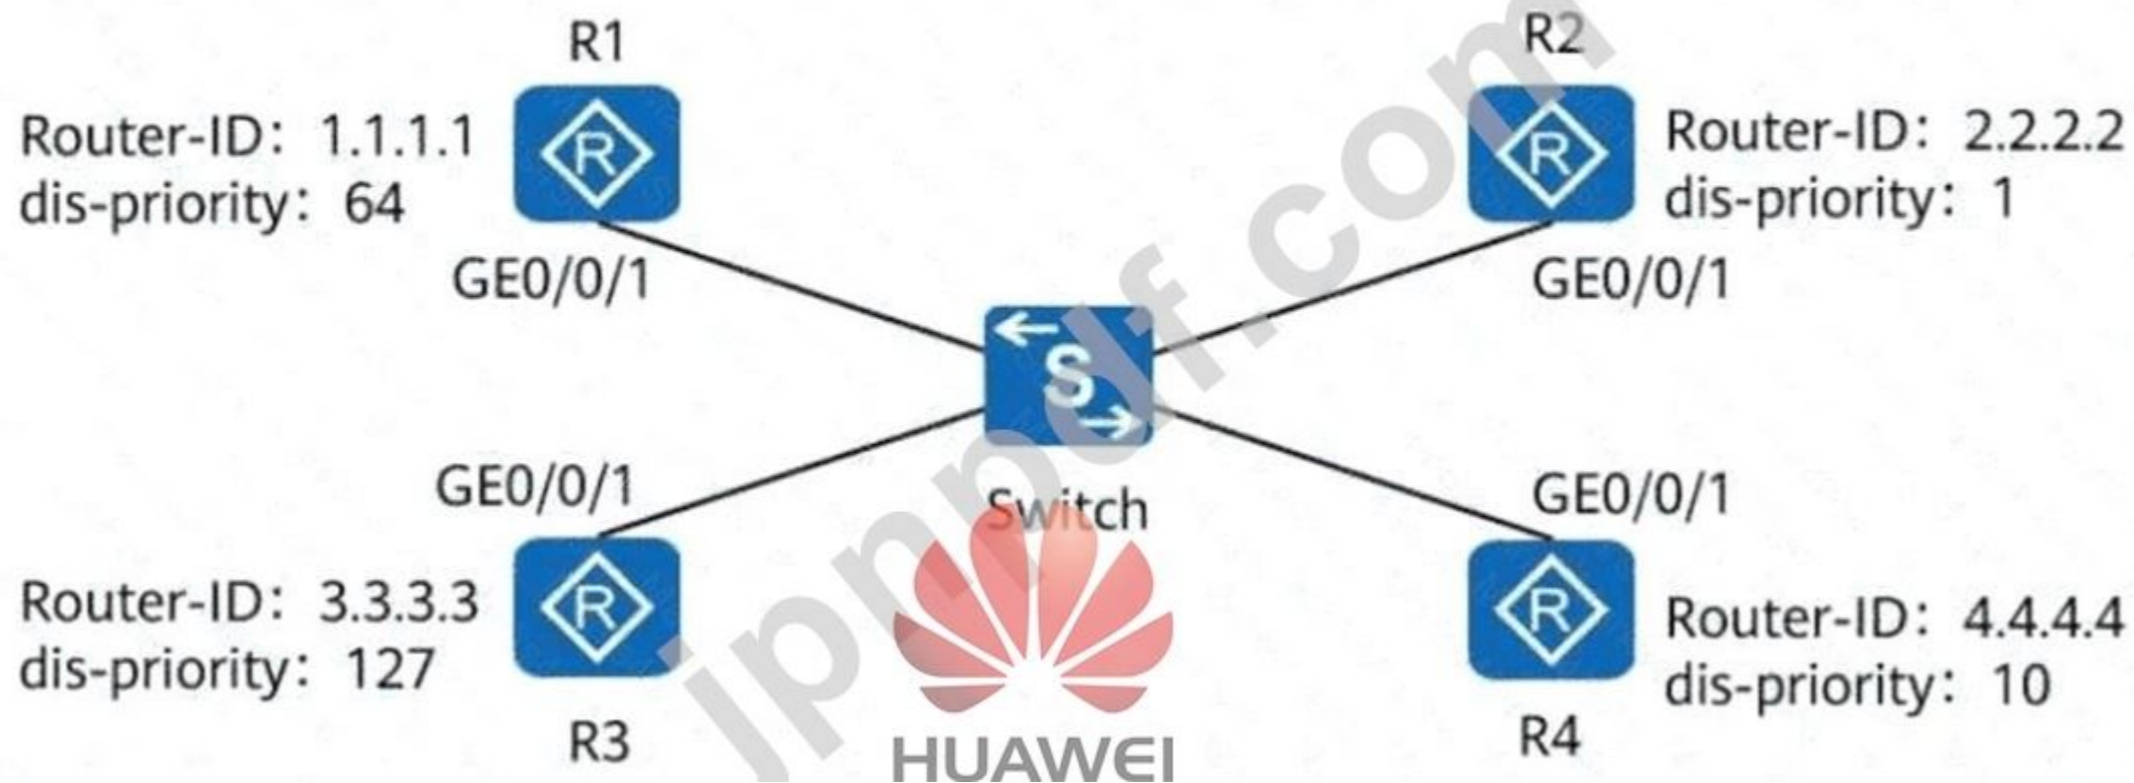 R1
R2
Router-ID: 1.1.1.1
dis-priority: 64
R
R
Router-ID: 2.2.2.2
dis-priority: 1
GE0/0/1
GE0/0/1
S
GE0/0/1
Switch
GE0/0/1
Router-ID: 3.3.3.3
dis-priority: 127
R
R
Router-ID: 4.4.4.4
dis-priority: 10
R3
R4
HUAWEI
jpnpdf.com